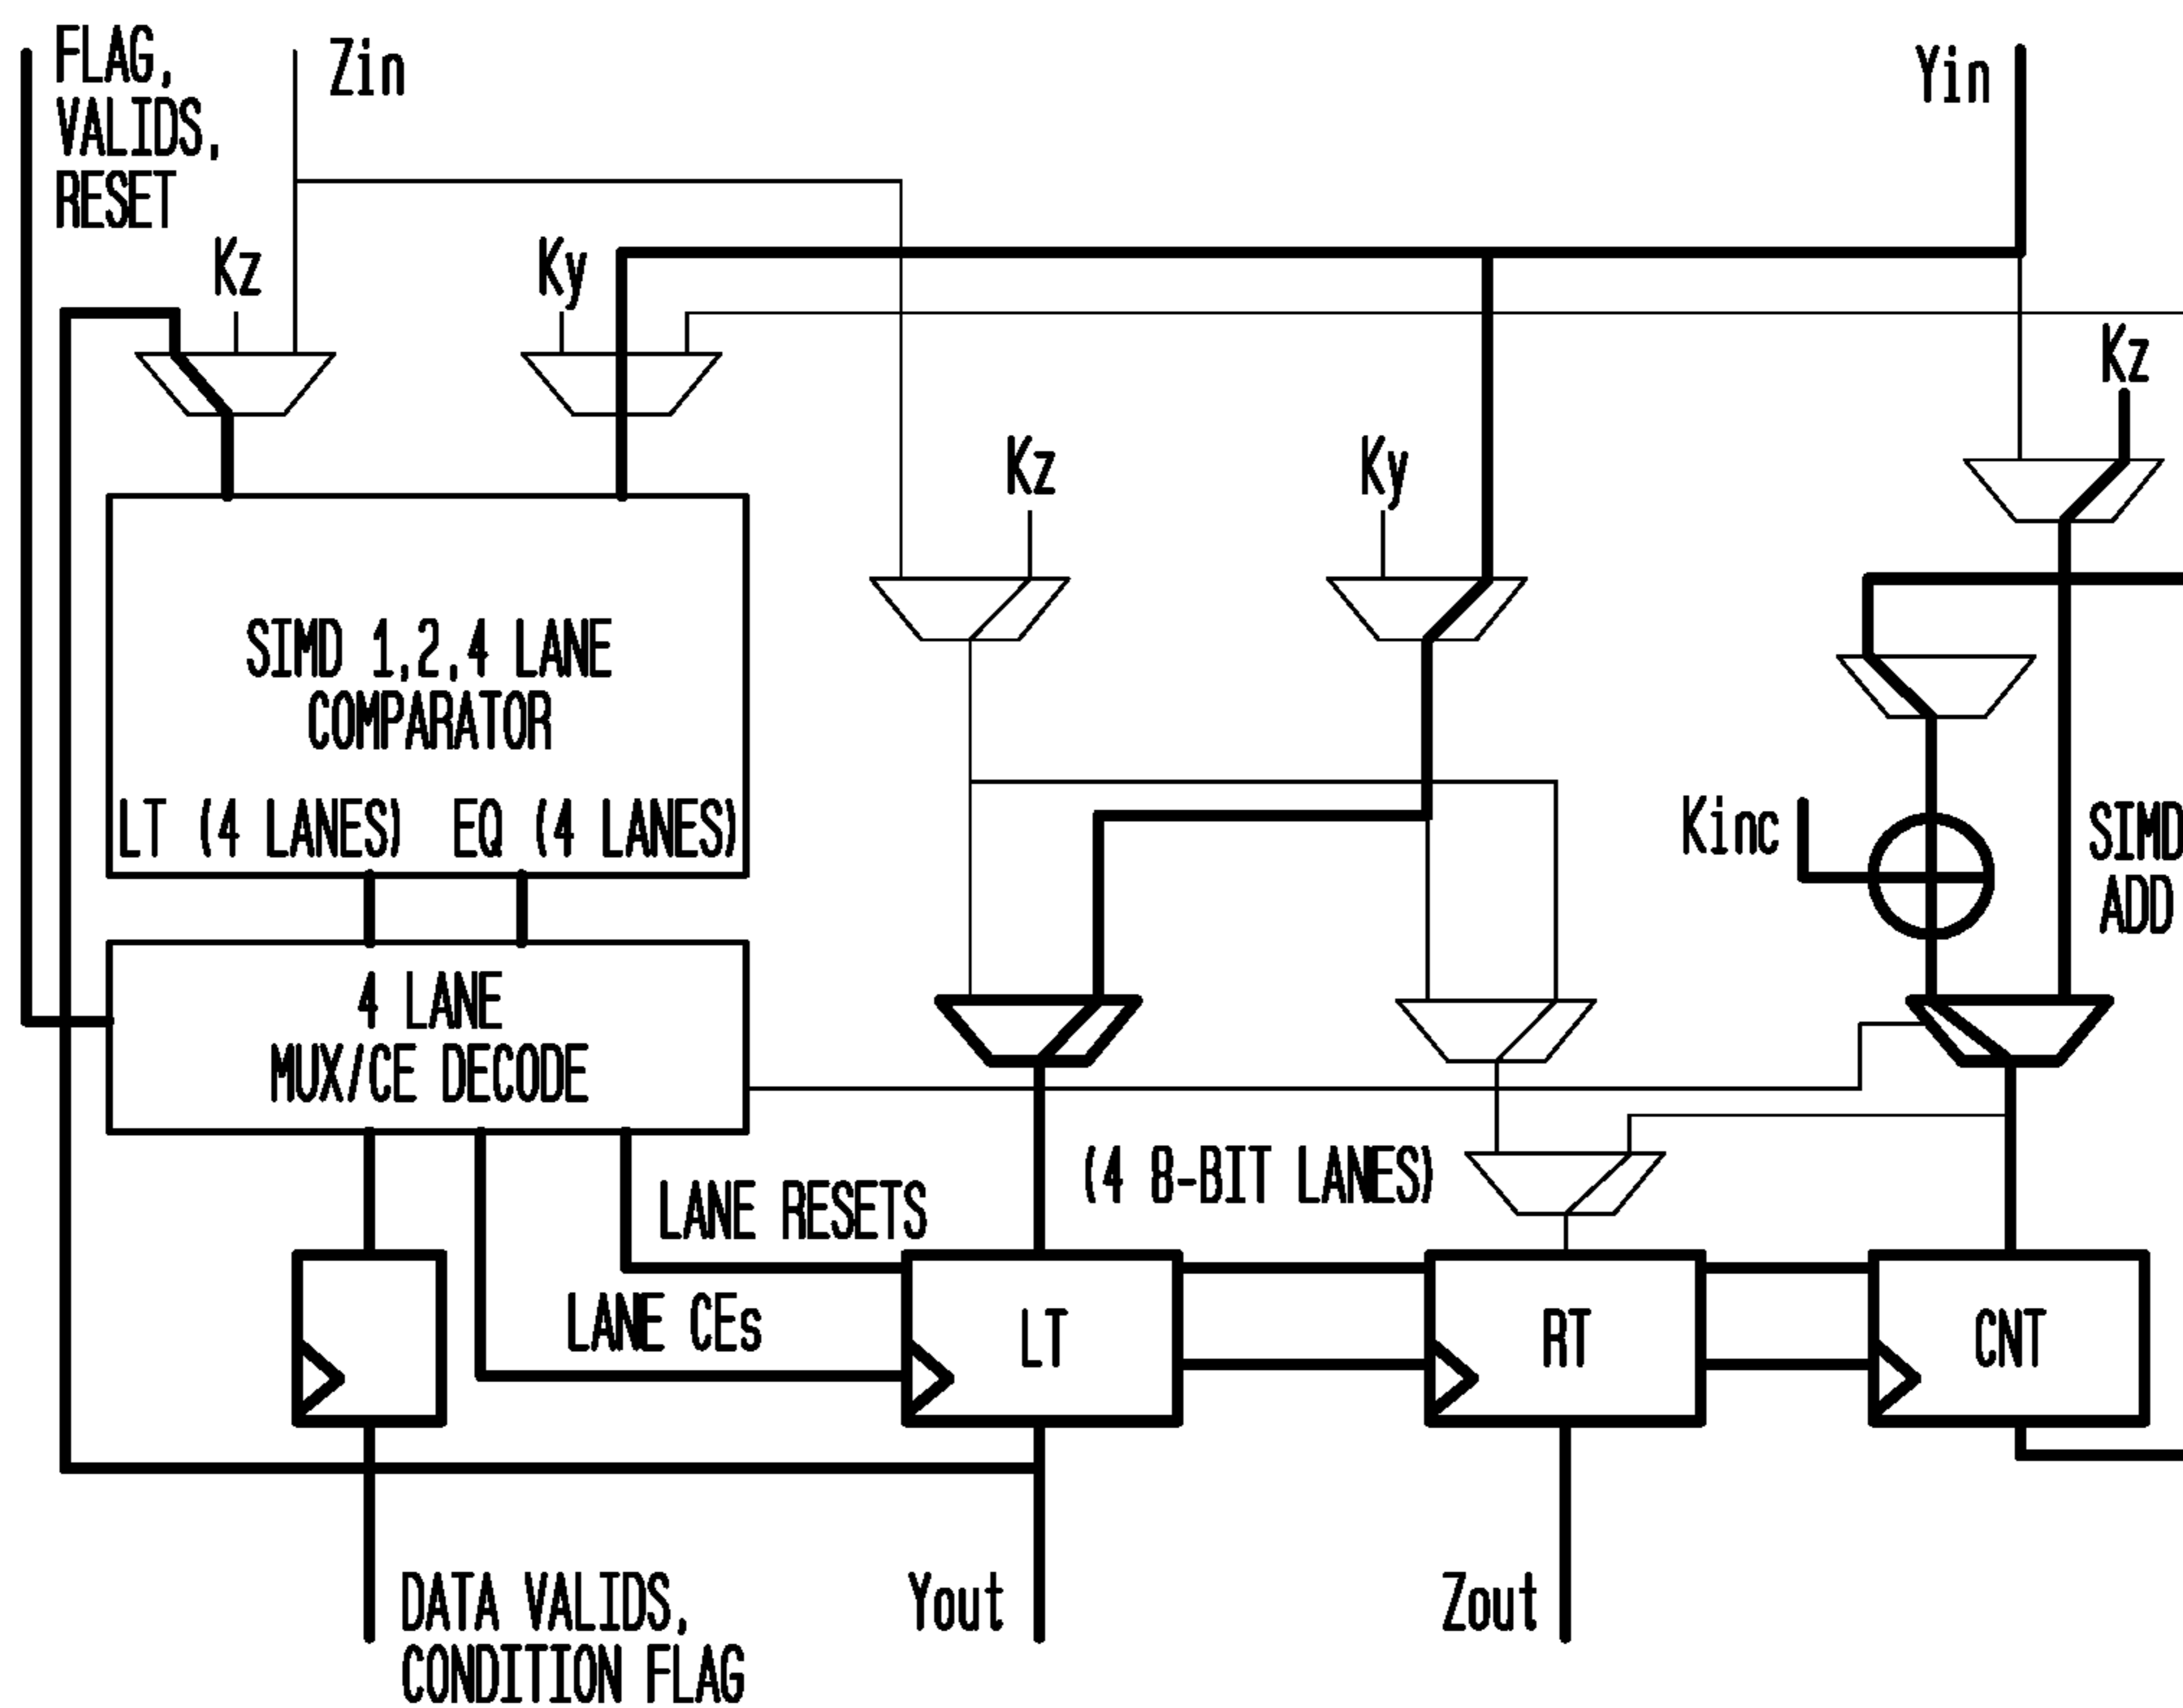 FLAG,
VALIDS,
RESET
Zin
Yin
Kz
Ky
Kz
Kz
Ky
SIMD 1,2,4 LANE
COMPARATOR
LT (4 LANES) EQ (4 LANES)
Kinc
SIMD
ADD
4 LANE
MUX/CE DECODE
(4 8-BIT LANES)
LANE RESETS
LANE CEs
LT
RT
CNT
DATA VALIDS,
CONDITION FLAG
Yout
Zout